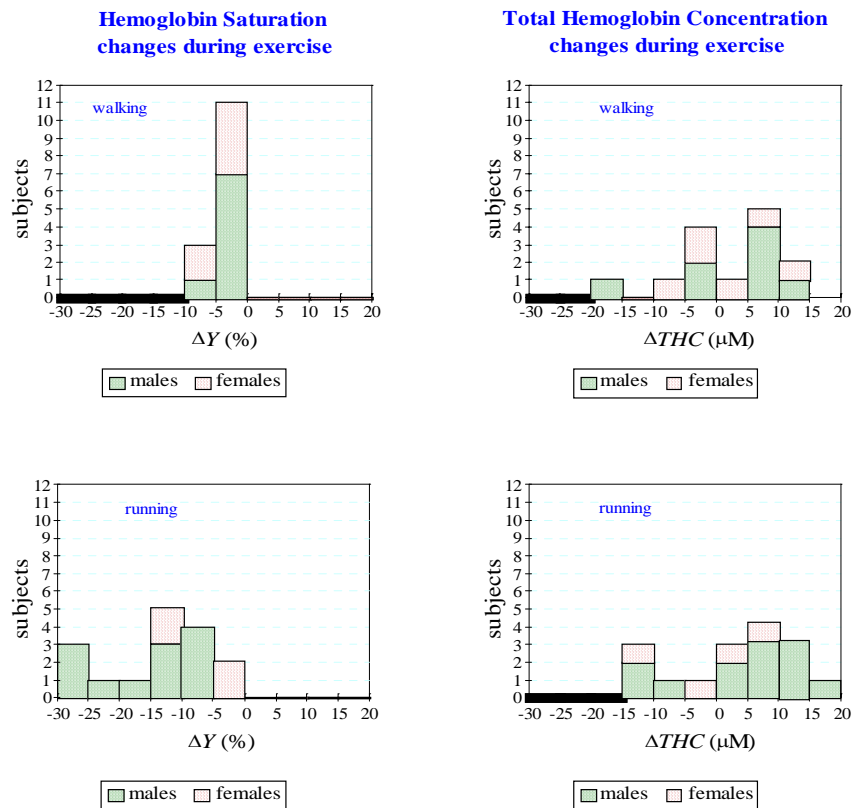 Hemoglobin Saturation
changes during exercise
Total Hemoglobin Concentration
changes during exercise
12
11
10
9
8
7
6
5
4
3
2
1
0
subjects
walking
-30 -25 -20 -15 -10 -5 0 5 10 15 20
ΔY (%)
males females
12
11
10
9
8
7
6
5
4
3
2
1
0
subjects
walking
-30 -25 -20 -15 -10 -5 0 5 10 15 20
ΔTHC (μM)
males females
12
11
10
9
8
7
6
5
4
3
2
1
0
subjects
running
-30 -25 -20 -15 -10 -5 0 5 10 15 20
ΔY (%)
males females
12
11
10
9
8
7
6
5
4
3
2
1
0
subjects
running
-30 -25 -20 -15 -10 -5 0 5 10 15 20
ΔTHC (μM)
males females